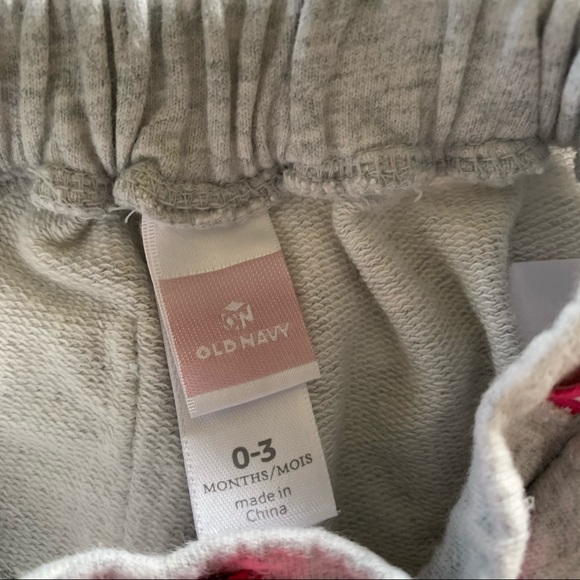 ON
OLD NAVY
0-3
MONTHS/MOIS
made in
China